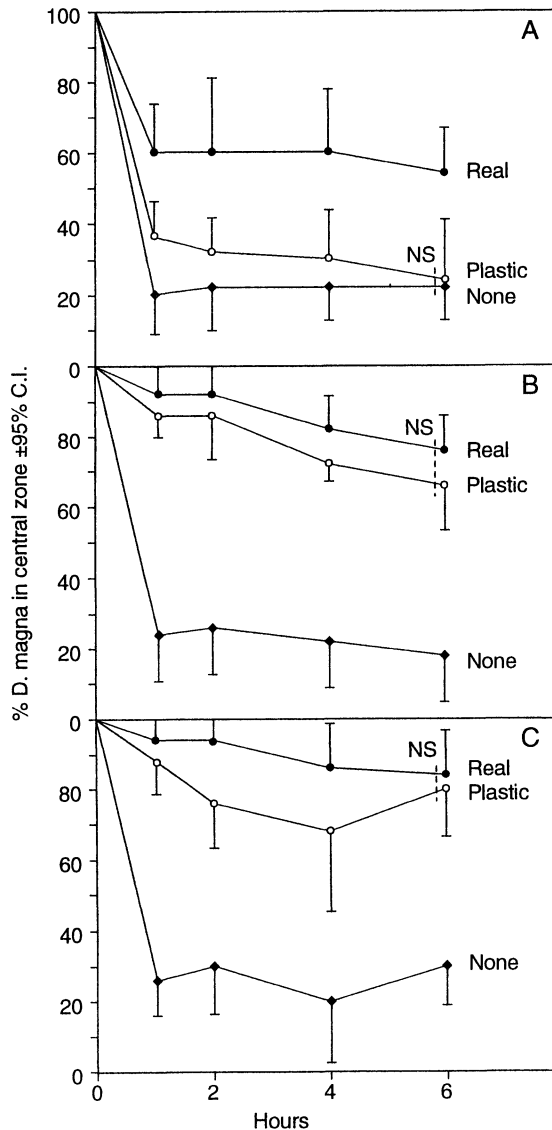 % D. magna in central zone ±95% C.I.
100
80
60
40
20
A
Real
NS
Plastic
None
0
80
60
40
20
B
NS
Real
Plastic
None
0
80
60
40
20
0
C
NS
Real
Plastic
None
0
2
4
6
Hours